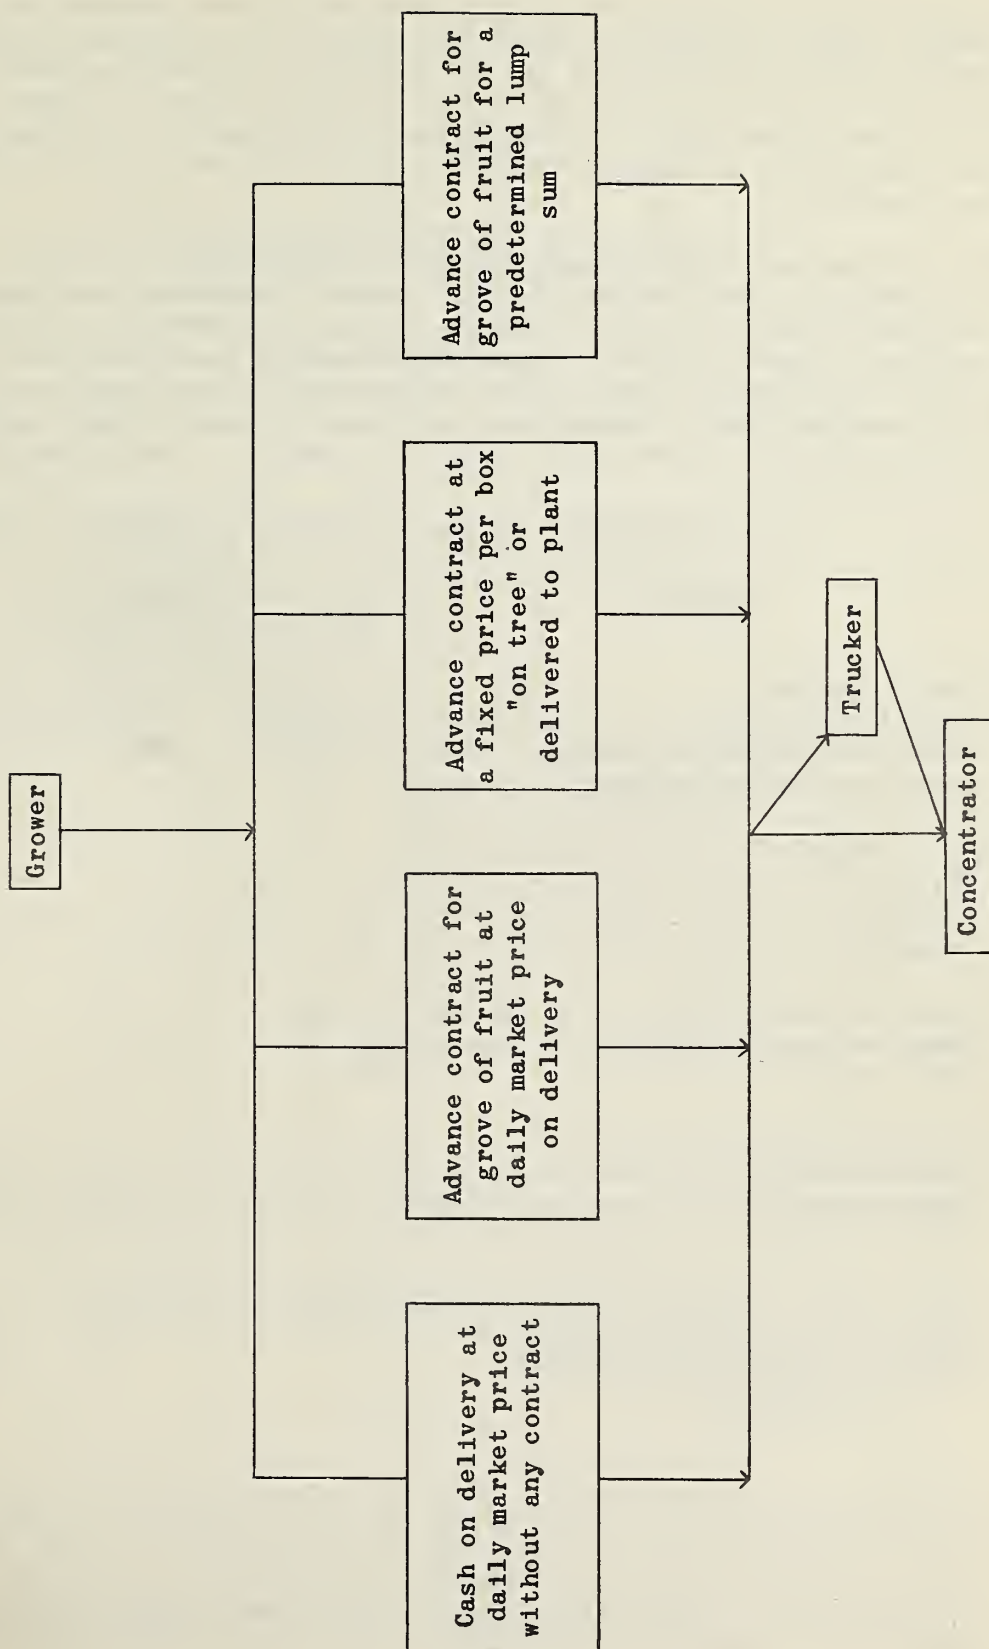 Grower
Cash on delivery at
daily market price
without any contract
Advance contract for
grove of fruit at
daily market price
on delivery
Advance contract at
a fixed price per box
"on tree" or
delivered to plant
Advance contract for
grove of fruit for a
predetermined lump
sum
Trucker
Concentrator